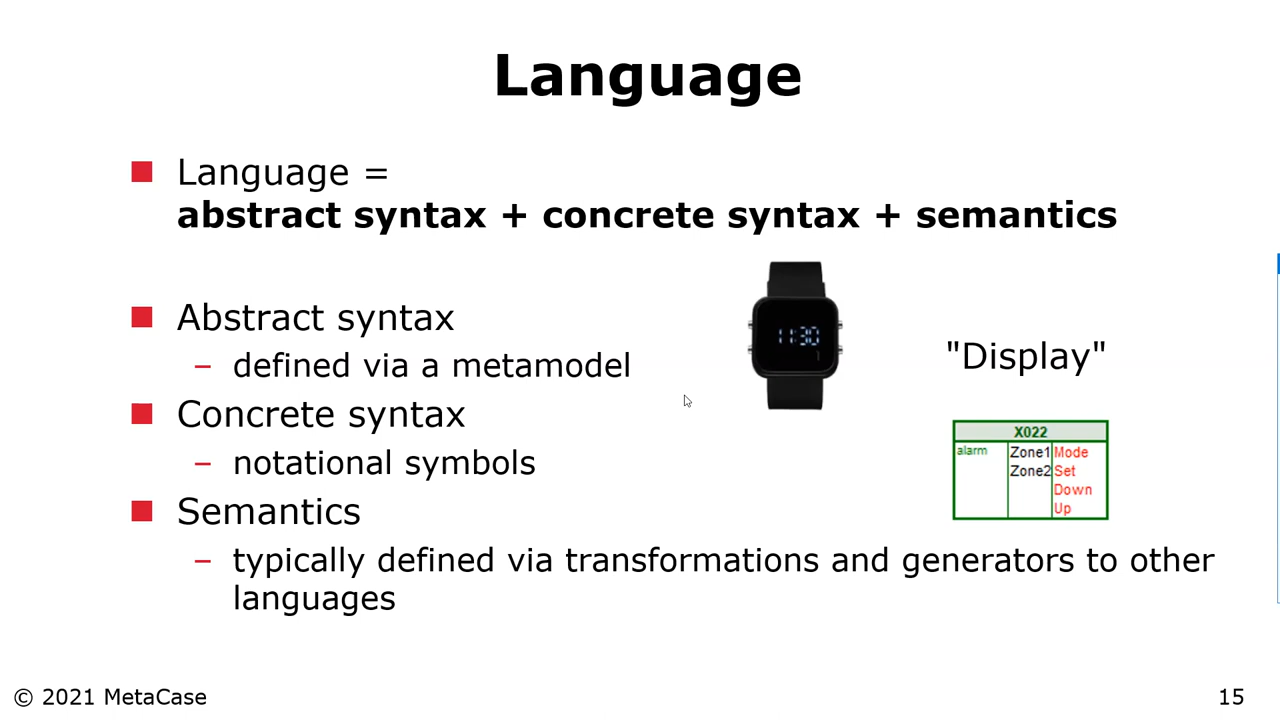 Language
Language =
abstract syntax + concrete syntax + semantics
Abstract syntax
– defined via a metamodel
Concrete syntax
– notational symbols
Semantics
– typically defined via transformations and generators to other
languages
11:30
"Display"
X022
alarm Zone1 Mode
Zone2 Set
Down
Up
© 2021 MetaCase
15